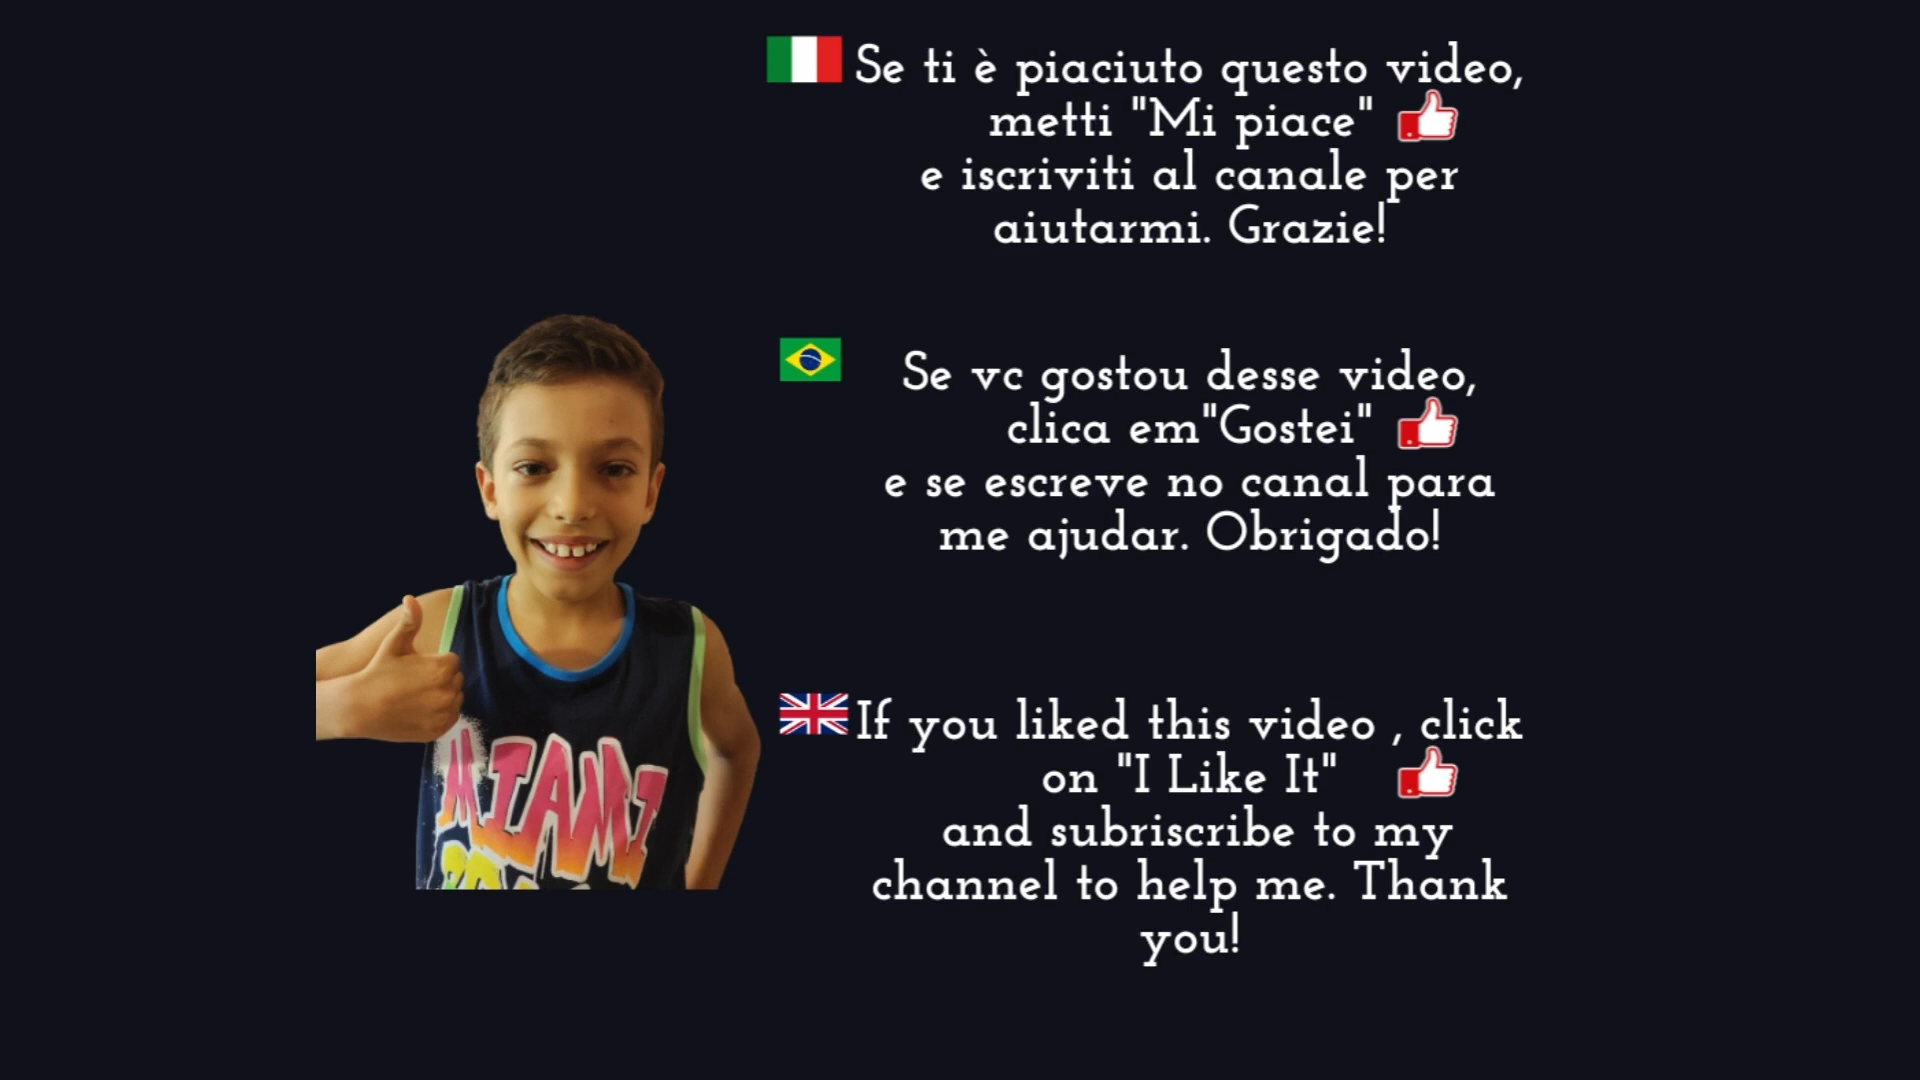 Se ti è piaciuto questo video,
metti "Mi piace"
e iscriviti al canale per
aiutarmi. Grazie!
Se vc gostou desse video,
clica em"Gostei"
e se escreve no canal para
me ajudar. Obrigado!
If you liked this video , click
on "I Like It"
and subriscribe to my
channel to help me. Thank
you!
MIAMI